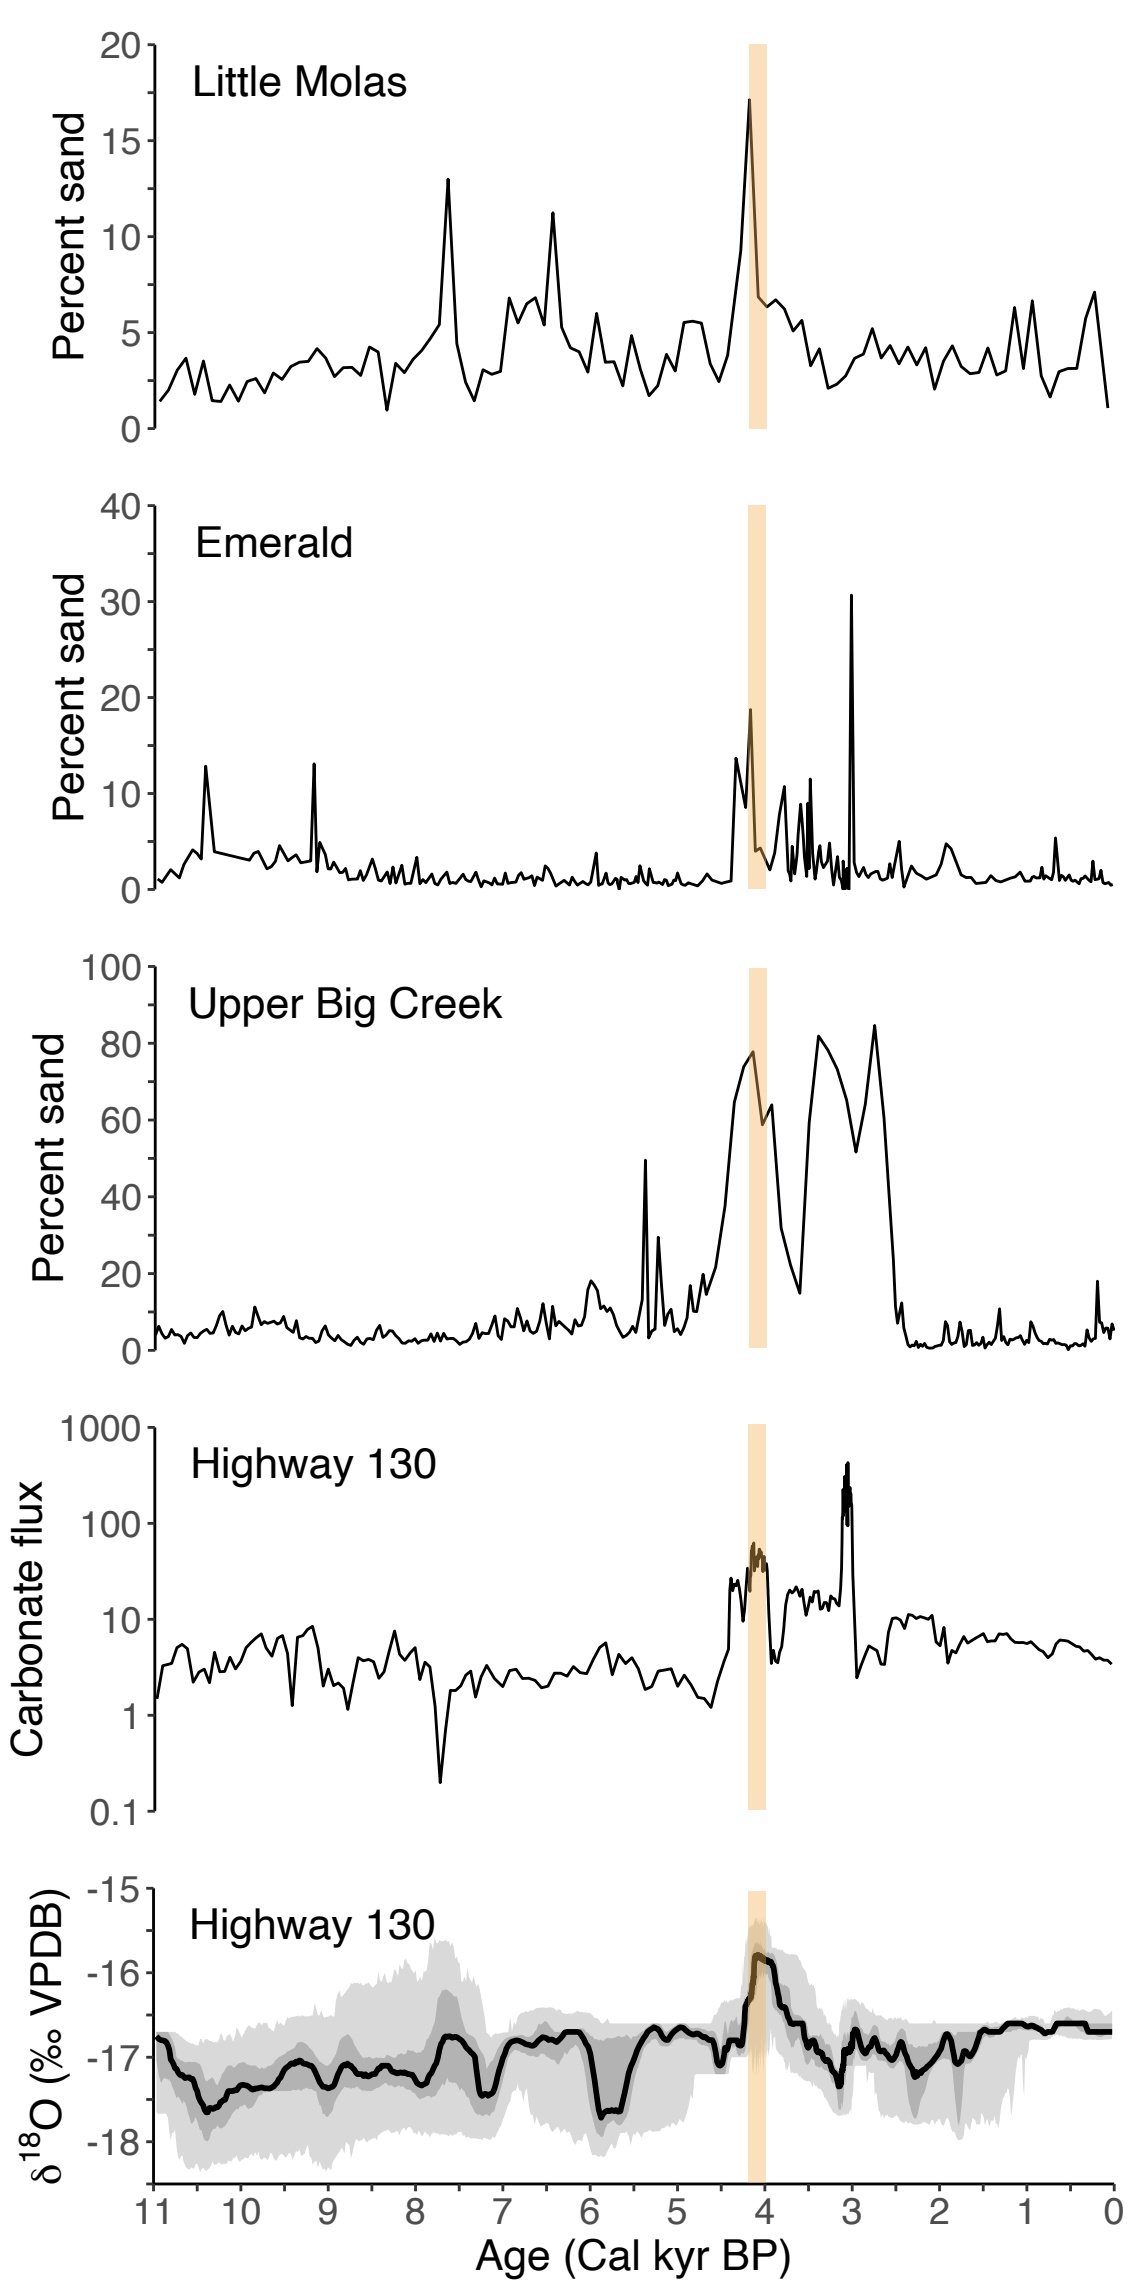 20
Little Molas
15
10
5
0
Percent sand
40
Emerald
30
20
10
0
Percent sand
100
Upper Big Creek
80
60
40
20
0
Percent sand
1000
Highway 130
100
10
1
0.1
Carbonate flux
-15
Highway 130
-16
-17
-18
δ¹⁸O (‰ VPDB)
11 10 9 8 7 6 5 4 3 2 1 0
Age (Cal kyr BP)